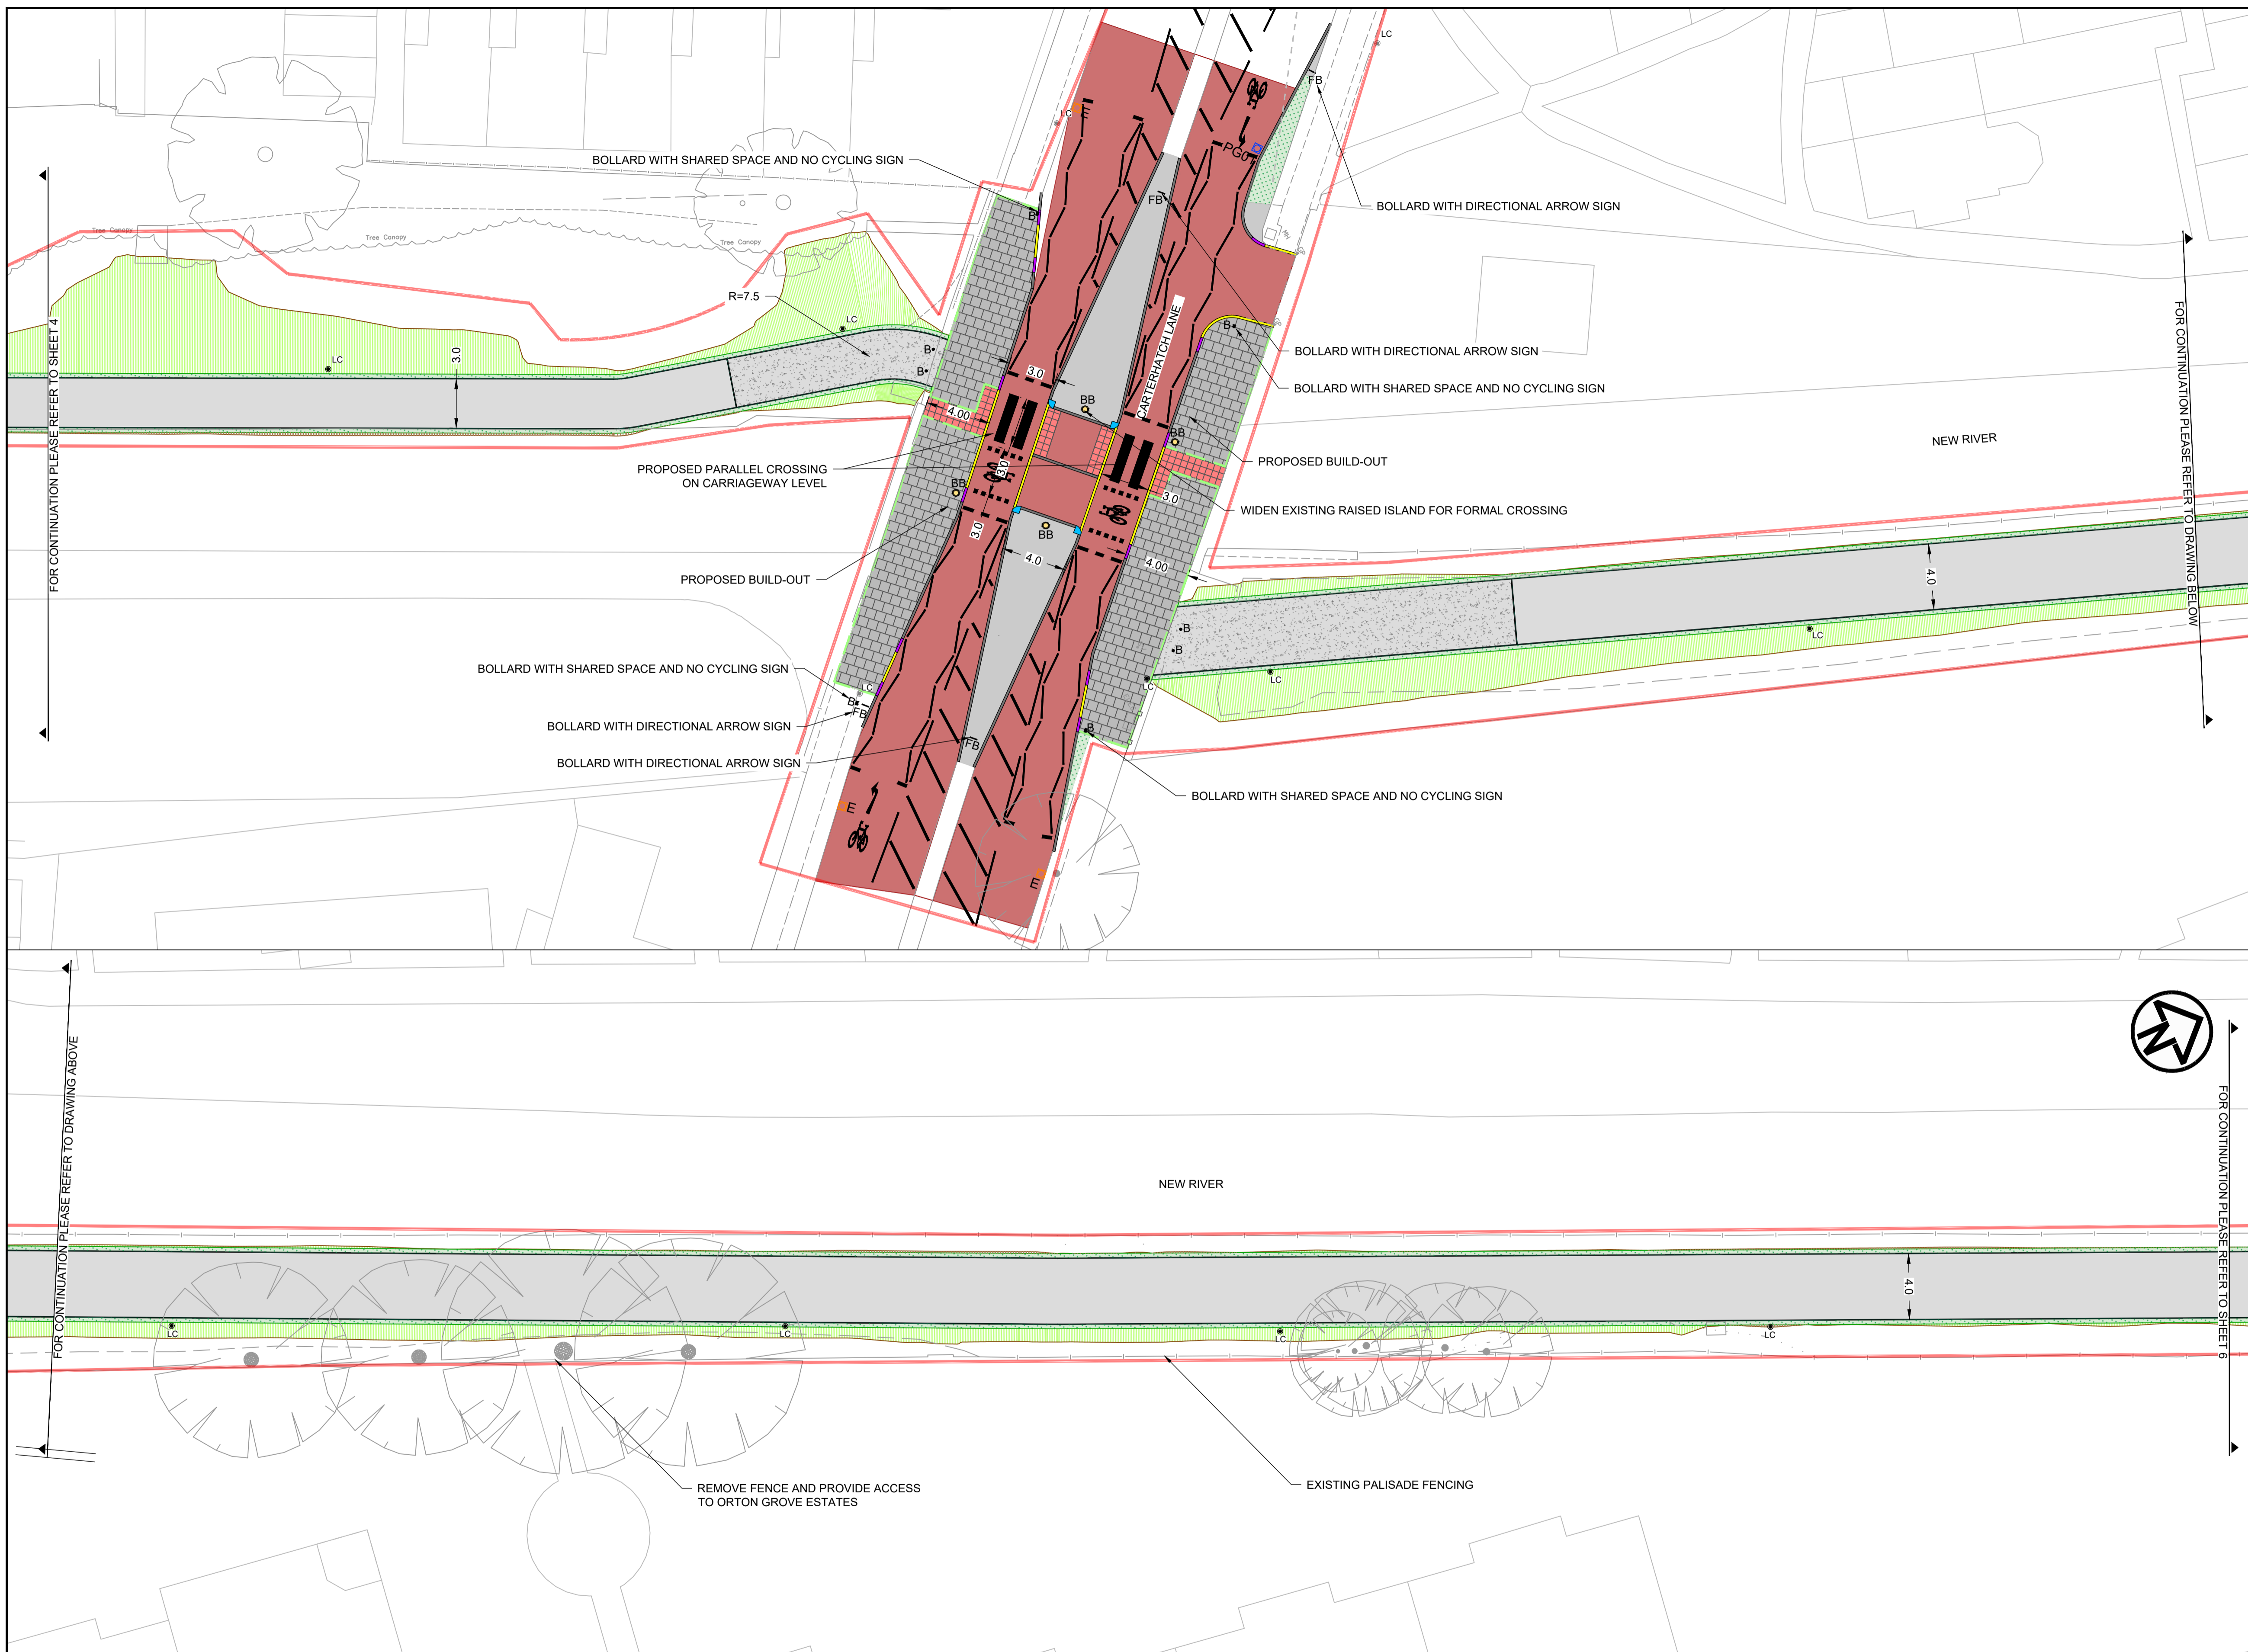 LC
FB
LC
E
PG01
BOLLARD WITH SHARED SPACE AND NO CYCLING SIGN
BOLLARD WITH DIRECTIONAL ARROW SIGN
FB
B
MH
Tree Canopy
Tree Canopy
Tree Canopy
R=7.5
LC
LC
B
B
B
3.0
3.0
CARTERHATCH LANE
BOLLARD WITH DIRECTIONAL ARROW SIGN
BOLLARD WITH SHARED SPACE AND NO CYCLING SIGN
FOR CONTINUATION PLEASE REFER TO SHEET 4
FOR CONTINUATION PLEASE REFER TO DRAWING BELOW
4.00
BB
BB
NEW RIVER
PROPOSED PARALLEL CROSSING
ON CARRIAGEWAY LEVEL
PROPOSED BUILD-OUT
BB
3.0
3.0
WIDEN EXISTING RAISED ISLAND FOR FORMAL CROSSING
3.0
BB
4.0
4.00
4.0
PROPOSED BUILD-OUT
B
B
LC
LC
LC
BOLLARD WITH SHARED SPACE AND NO CYCLING SIGN
LC
B
FB
BOLLARD WITH DIRECTIONAL ARROW SIGN
B
FB
BOLLARD WITH DIRECTIONAL ARROW SIGN
BOLLARD WITH SHARED SPACE AND NO CYCLING SIGN
E
E
FOR CONTINUATION PLEASE REFER TO DRAWING ABOVE
N
FOR CONTINUATION PLEASE REFER TO SHEET 6
NEW RIVER
4.0
LC
LC
LC
LC
REMOVE FENCE AND PROVIDE ACCESS
TO ORTON GROVE ESTATES
EXISTING PALISADE FENCING